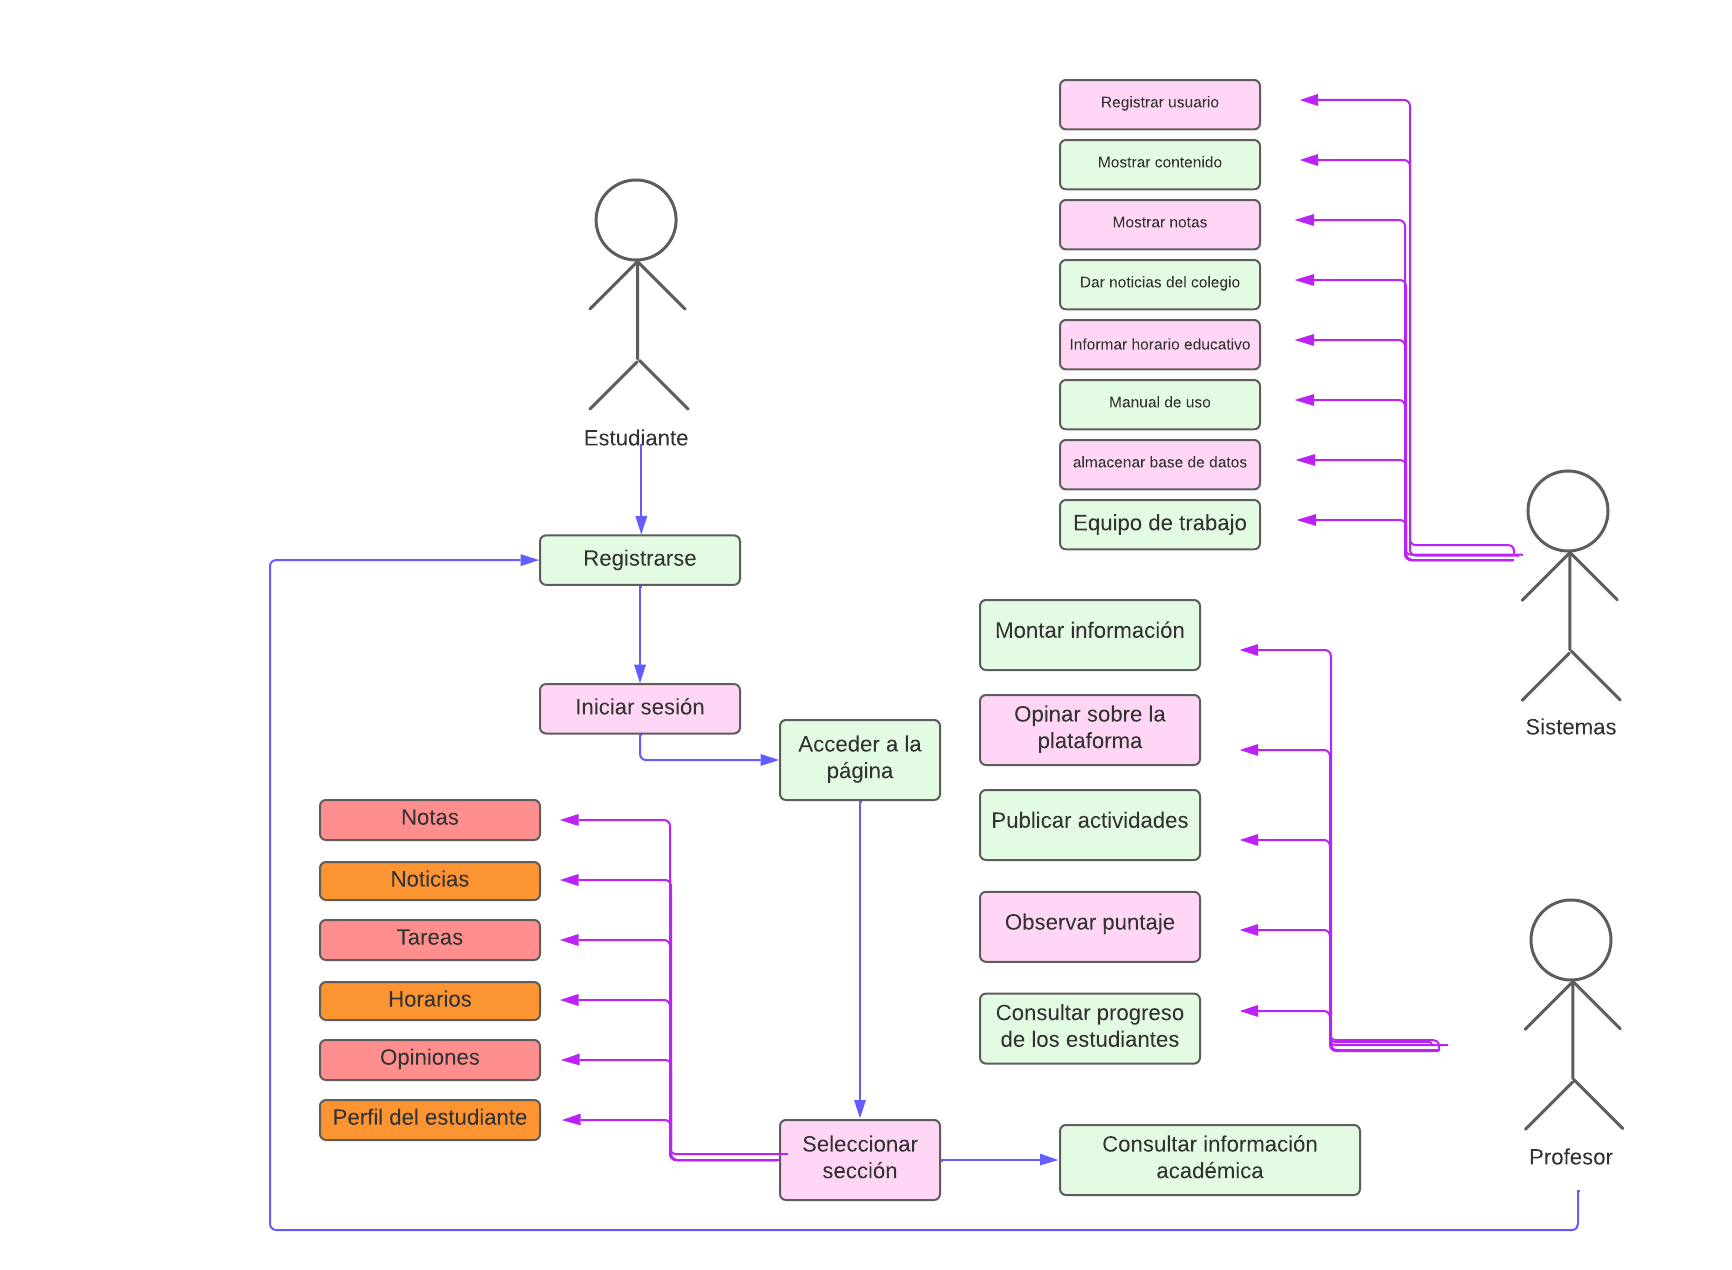 Registrar usuario
Mostrar contenido
Mostrar notas
Dar noticias del colegio
Informar horario educativo
Manual de uso
almacenar base de datos
Equipo de trabajo
Estudiante
Registrarse
Iniciar sesión
Acceder a la
página
Montar información
Opinar sobre la
plataforma
Publicar actividades
Observar puntaje
Consultar progreso
de los estudiantes
Sistemas
Notas
Noticias
Tareas
Horarios
Opiniones
Perfil del estudiante
Seleccionar
sección
Consultar información
académica
Profesor